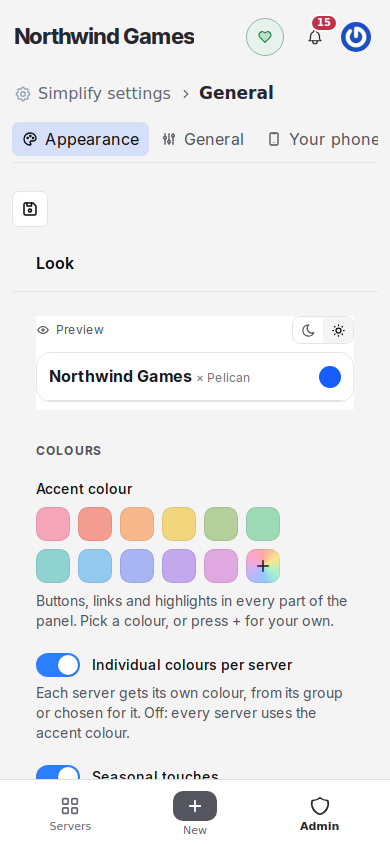 Northwind Games
15
Simplify settings > General
Appearance
General
Your phone
Look
Preview
Northwind Games × Pelican
COLOURS
Accent colour
Buttons, links and highlights in every part of the
panel. Pick a colour, or press + for your own.
Individual colours per server
Each server gets its own colour, from its group
or chosen for it. Off: every server uses the
accent colour.
Seasonal touches
Servers
New
Admin